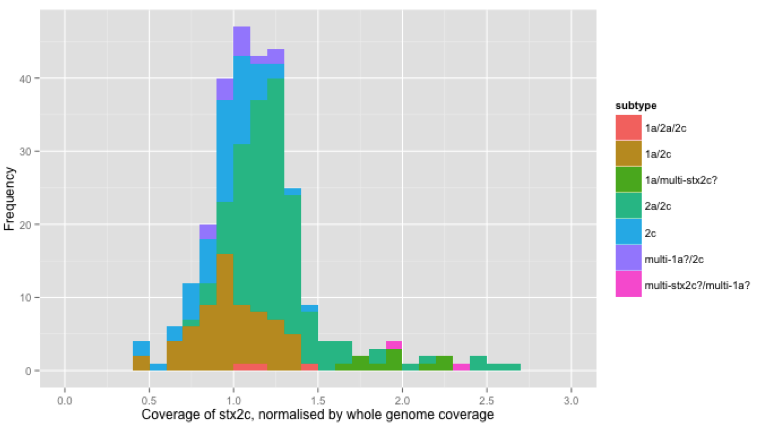 Frequency
40
30
20
10
0
0.0 0.5 1.0 1.5 2.0 2.5 3.0
Coverage of stx2c, normalised by whole genome coverage
subtype
1a/2a/2c
1a/2c
1a/multi-stx2c?
2a/2c
2c
multi-1a?/2c
multi-stx2c?/multi-1a?